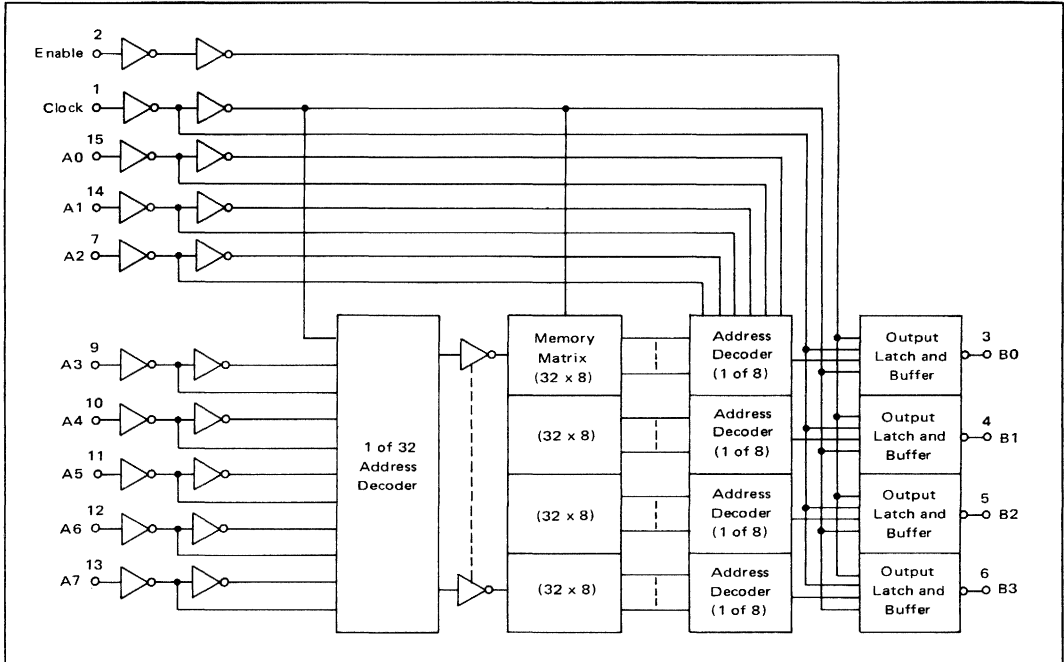 2
Enable
1
Clock
15
A0
14
A1
7
A2
9
A3
10
A4
11
A5
12
A6
13
A7
1 of 32
Address
Decoder
Memory
Matrix
(32 x 8)
(32 x 8)
(32 x 8)
(32 x 8)
Address
Decoder
(1 of 8)
Address
Decoder
(1 of 8)
Address
Decoder
(1 of 8)
Address
Decoder
(1 of 8)
Output
Latch and
Buffer
Output
Latch and
Buffer
Output
Latch and
Buffer
Output
Latch and
Buffer
3
B0
4
B1
5
B2
6
B3